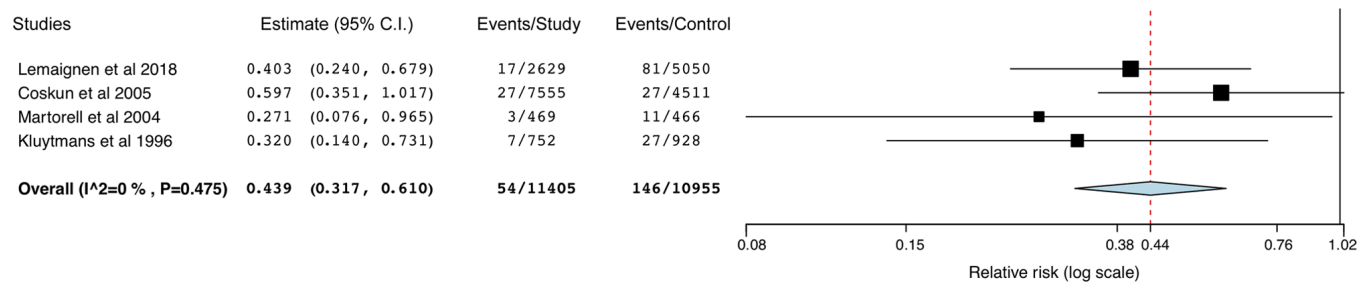 Studies Estimate (95% C.I.) Events/Study Events/Control
Lemaignen et al 2018 0.403 (0.240, 0.679) 17/2629 81/5050
Coskun et al 2005 0.597 (0.351, 1.017) 27/7555 27/4511
Martorell et al 2004 0.271 (0.076, 0.965) 3/469 11/466
Kluytmans et al 1996 0.320 (0.140, 0.731) 7/752 27/928
Overall (I^2=0 % , P=0.475) 0.439 (0.317, 0.610) 54/11405 146/10955
0.08 0.15 0.38 0.44 0.76 1.02
Relative risk (log scale)